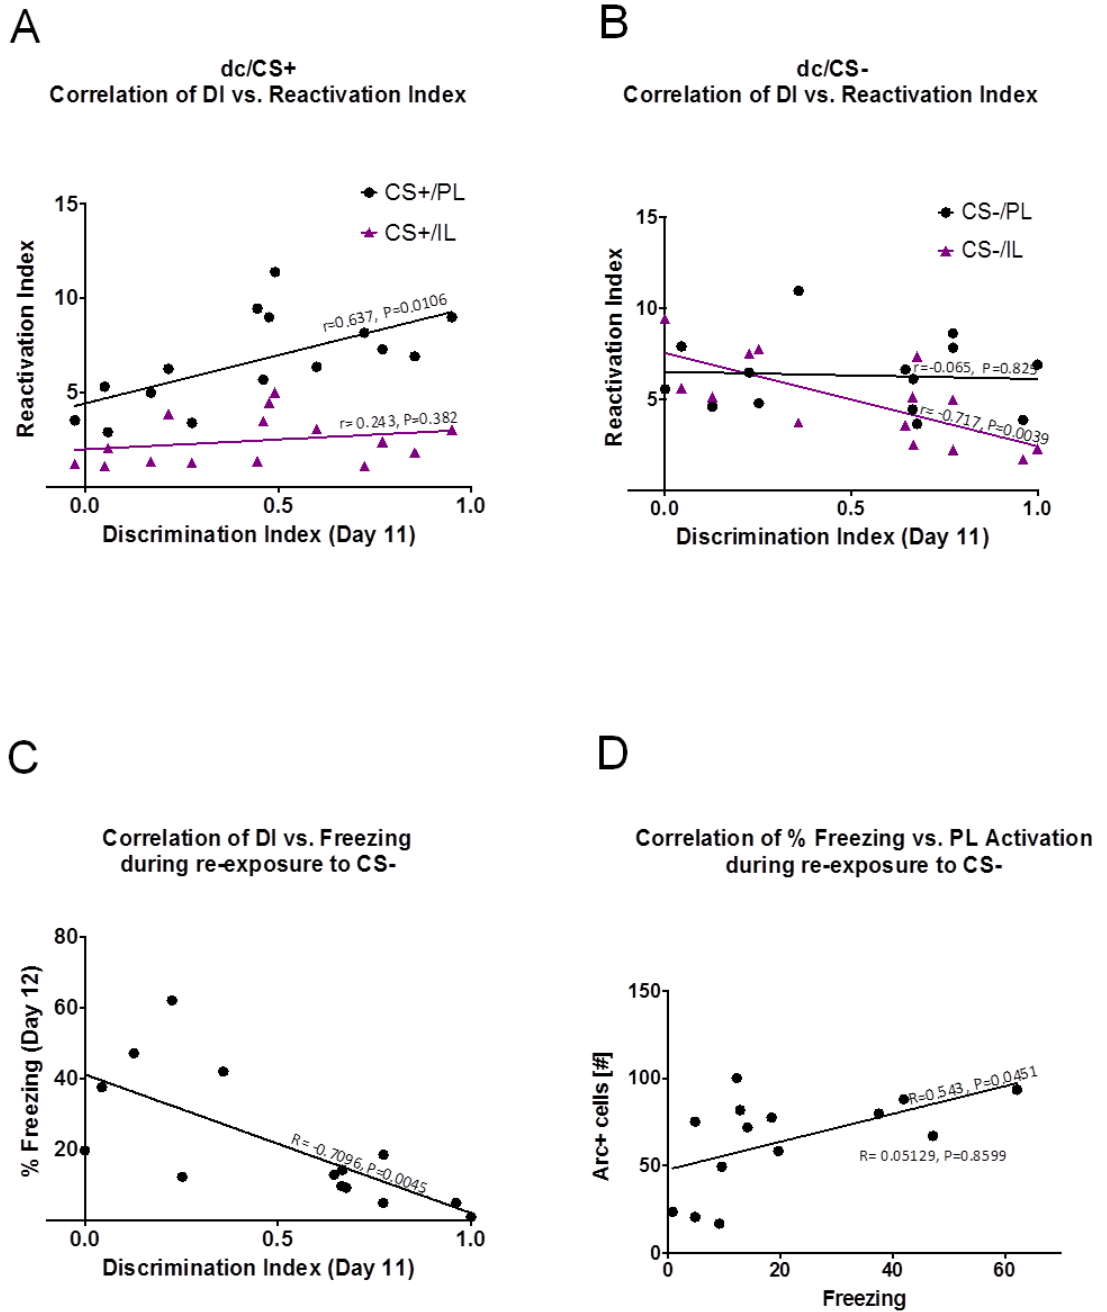 A
dc/CS+
Correlation of DI vs. Reactivation Index
CS+/PL
CS+/IL
15
10
5
Reactivation Index
r=0.637, P=0.0106
r= 0.243, P=0.382
0.0
0.5
1.0
Discrimination Index (Day 11)
B
dc/CS-
Correlation of DI vs. Reactivation Index
CS-/PL
CS-/IL
15
10
5
Reactivation Index
r=-0.065, P=0.825
r= -0.717, P=0.0039
0.0
0.5
1.0
Discrimination Index (Day 11)
C
Correlation of DI vs. Freezing
during re-exposure to CS-
80
60
40
20
% Freezing (Day 12)
R= -0.7096, P=0.0045
0.0
0.5
1.0
Discrimination Index (Day 11)
D
Correlation of % Freezing vs. PL Activation
during re-exposure to CS-
150
100
50
0
Arc+ cells [#]
R=0.543, P=0.0451
R= 0.05129, P=0.8599
0
20
40
60
Freezing